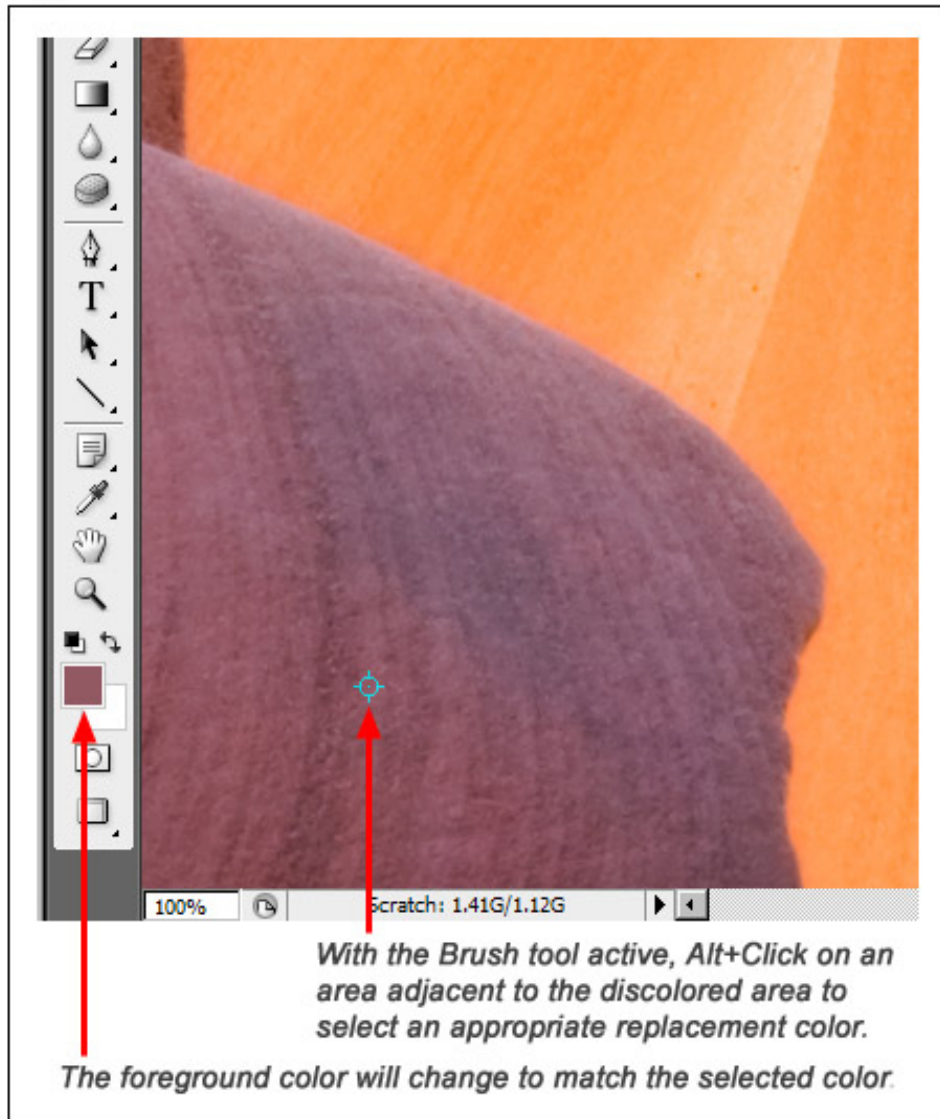 T
100%
Scratch: 1.41G/1.12G
With the Brush tool active, Alt+Click on an
area adjacent to the discolored area to
select an appropriate replacement color.
The foreground color will change to match the selected color.